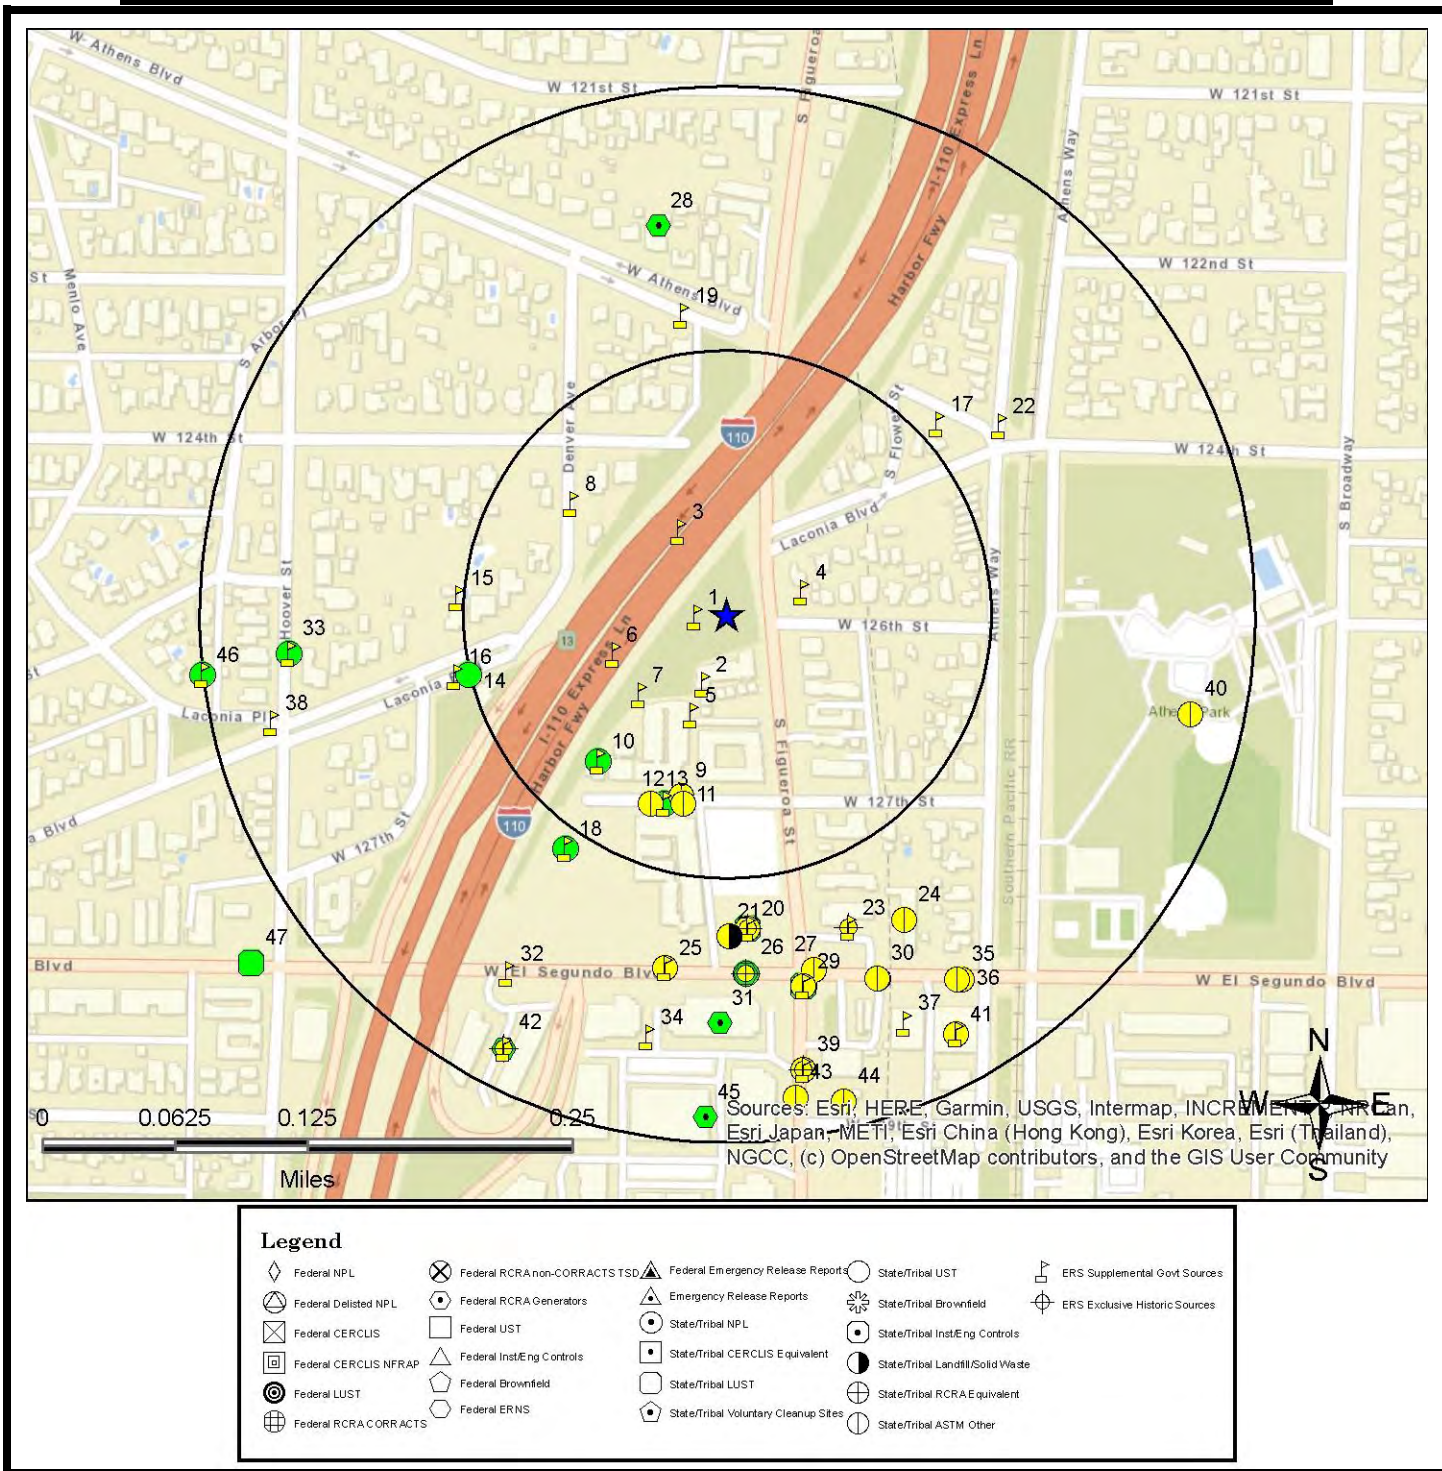 W Athens Blvd
W 121st St
S Figueroa
I-110 Express Ln
W 121st St
Athens Way
28
Harbor Fwy
W 122nd St
St
Menlo Ave
W Athens Blvd
19
S Arbor Pl
Denver Ave
S Flower St
17
22
W 124th St
110
W 124th St
S Broadway
8
3
Laconia Blvd
15
4
1
Hoover St
33
13
6
W 126th St
Athens Way
46
16
2
14
7
5
40
Laconia Pl
38
I-110 Express Ln
Harbor Fwy
S Figueroa St
Southern Pacific RR
10
9
12
13
11
W 127th St
110
W 127th St
18
24
21
20
23
47
Blvd
32
W El Segundo Blvd
25
26
27
29
30
35
36
W El Segundo Blvd
31
37
41
34
42
39
43
44
45
N
W
E
S
0
0.0625
0.125
0.25
Miles
Sources: Esri, HERE, Garmin, USGS, Intermap, INCREMENT P, NRCan,
Esri Japan, METI, Esri China (Hong Kong), Esri Korea, Esri (Thailand),
NGCC, (c) OpenStreetMap contributors, and the GIS User Community
Legend
Federal NPL
Federal Delisted NPL
Federal CERCLIS
Federal CERCLIS NFRAP
Federal LUST
Federal RCRA CORRACTS
Federal RCRA non-CORRACTS TSD
Federal RCRA Generators
Federal UST
Federal Inst/Eng Controls
Federal Brownfield
Federal ERNS
Federal Emergency Release Reports
Emergency Release Reports
State/Tribal NPL
State/Tribal CERCLIS Equivalent
State/Tribal LUST
State/Tribal Voluntary Cleanup Sites
State/Tribal UST
State/Tribal Brownfield
State/Tribal Inst/Eng Controls
State/Tribal Landfill/Solid Waste
State/Tribal RCRA Equivalent
State/Tribal ASTM Other
ERS Supplemental Govt Sources
ERS Exclusive Historic Sources